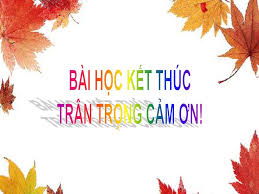 BÀI HỌC KẾT THÚC
TRÂN TRỌNG CẢM ƠN!